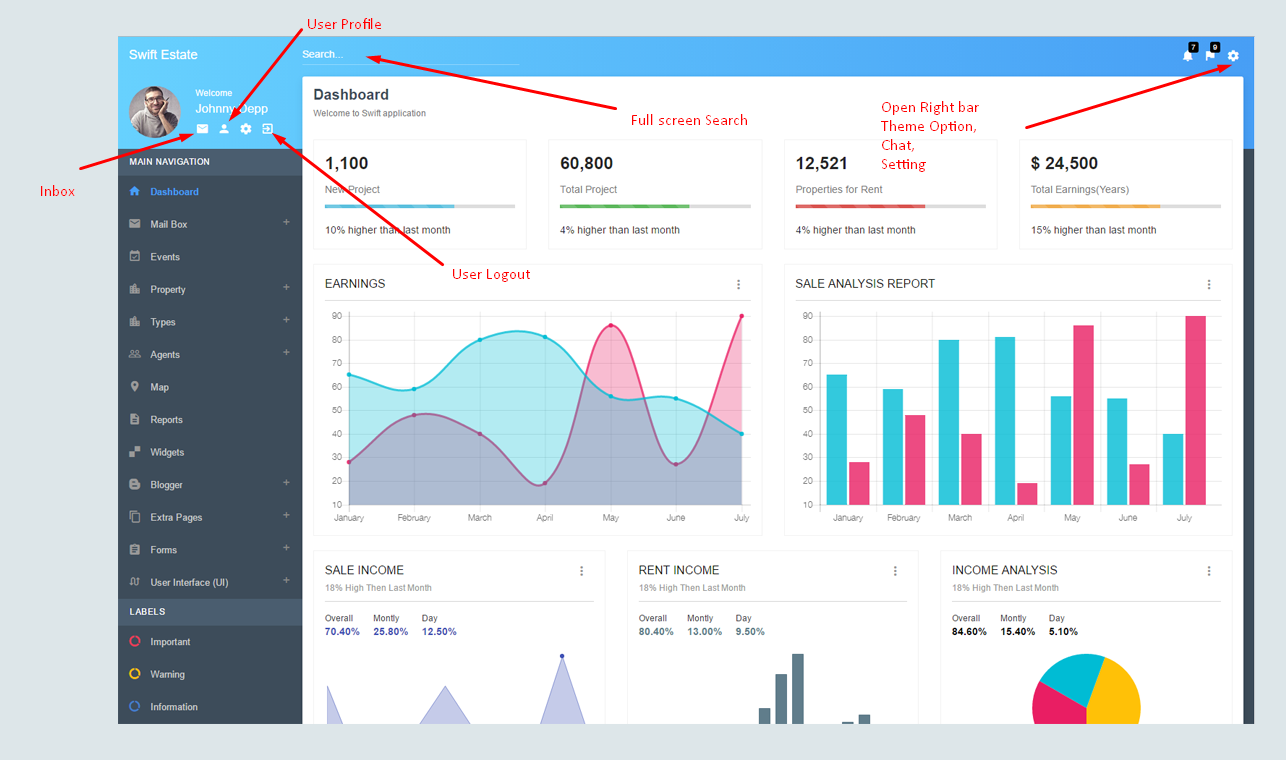 User Profile
Swift Estate
Search...
7
9
Welcome
Johnny Depp
Dashboard
Welcome to Swift application
Full screen Search
Open Right bar
Theme Option,
Chat,
Setting
Inbox
User Logout
MAIN NAVIGATION
Dashboard
Mail Box
Events
Property
Types
Agents
Map
Reports
Widgets
Blogger
Extra Pages
Forms
User Interface (UI)
LABELS
Important
Warning
Information
1,100
New Project
10% higher than last month
60,800
Total Project
4% higher than last month
12,521
Properties for Rent
4% higher than last month
$ 24,500
Total Earnings(Years)
15% higher than last month
EARNINGS
90
80
70
60
50
40
30
20
10
January February March April May June July
SALE ANALYSIS REPORT
90
80
70
60
50
40
30
20
10
January February March April May June July
SALE INCOME
18% High Then Last Month
Overall Montly Day
70.40% 25.80% 12.50%
RENT INCOME
18% High Then Last Month
Overall Montly Day
80.40% 13.00% 9.50%
INCOME ANALYSIS
18% High Then Last Month
Overall Montly Day
84.60% 15.40% 5.10%